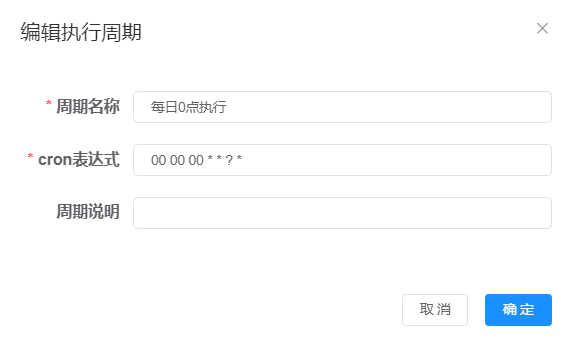 编辑执行周期
* 周期名称 每日0点执行
* cron表达式 00 00 00 * * ? *
周期说明
取消 确定